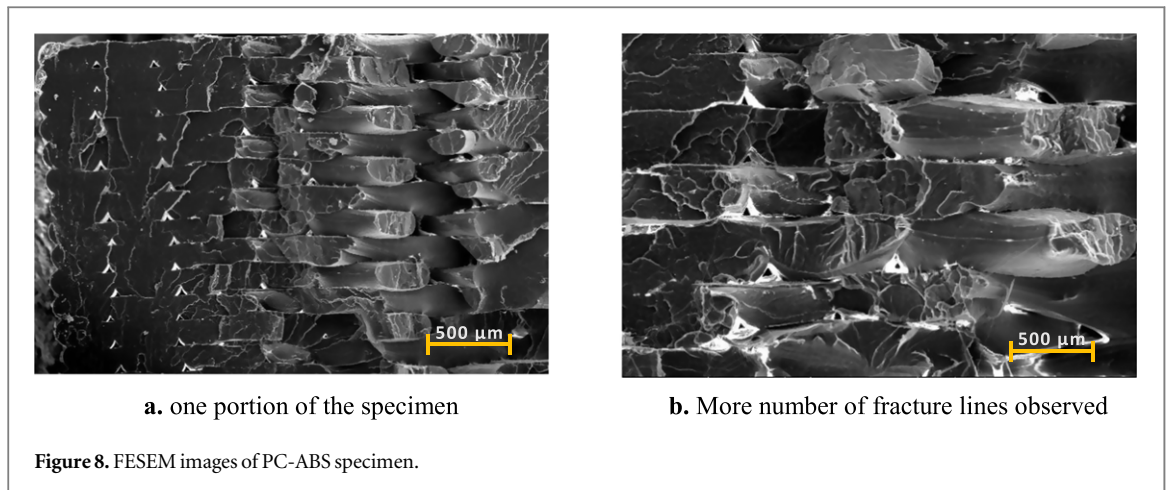 500 µm
500 µm
a. one portion of the specimen
b. More number of fracture lines observed
Figure 8. FESEM images of PC-ABS specimen.